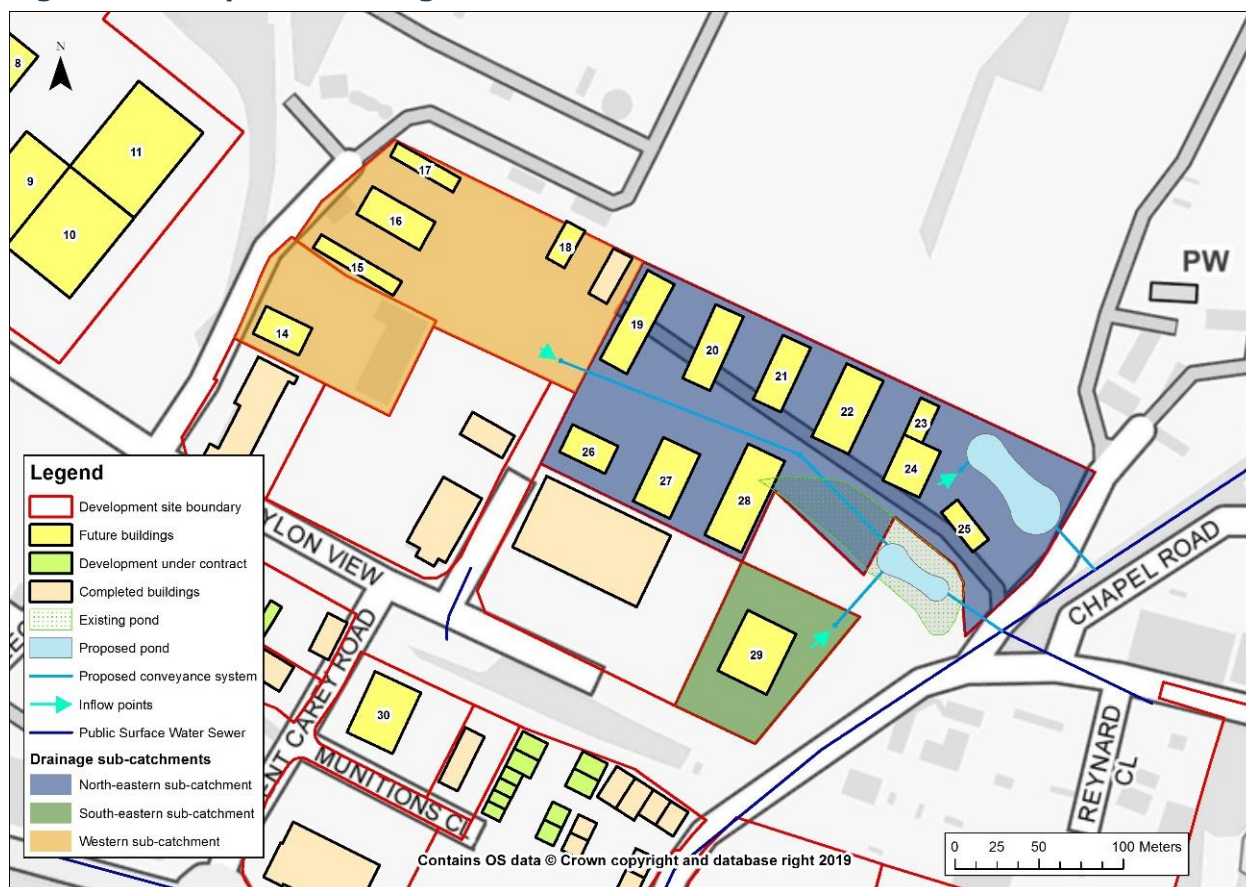 8
N
11
9
10
17
16
18
15
14
19
20
21
22
23
24
25
26
27
28
29
30
PW
Legend
Development site boundary
Future buildings
Development under contract
Completed buildings
Existing pond
Proposed pond
Proposed conveyance system
Inflow points
Public Surface Water Sewer
Drainage sub-catchments
North-eastern sub-catchment
South-eastern sub-catchment
Western sub-catchment
YLON VIEW
ENT CAREY ROAD
MUNITIONS CL
CHAPEL ROAD
REYNARD
CL
Contains OS data © Crown copyright and database right 2019
0 25 50 100 Meters